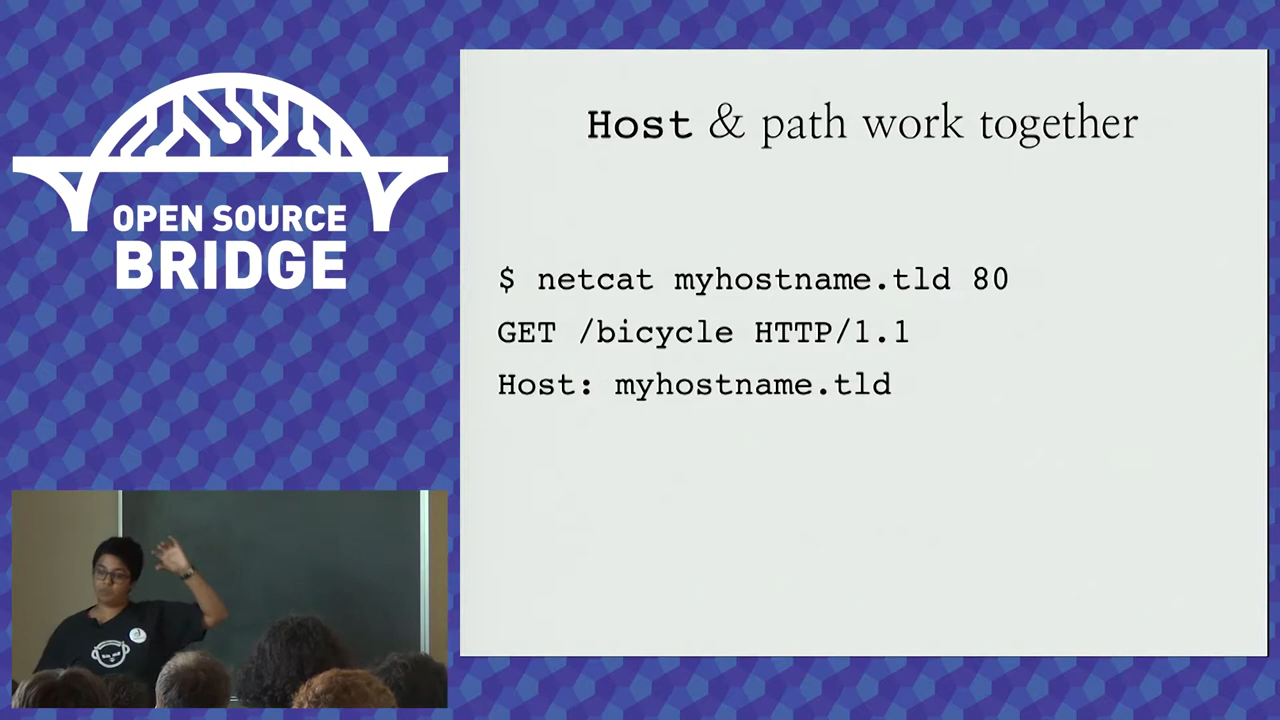 OPEN SOURCE
BRIDGE
Host & path work together
$ netcat myhostname.tld 80
GET /bicycle HTTP/1.1
Host: myhostname.tld